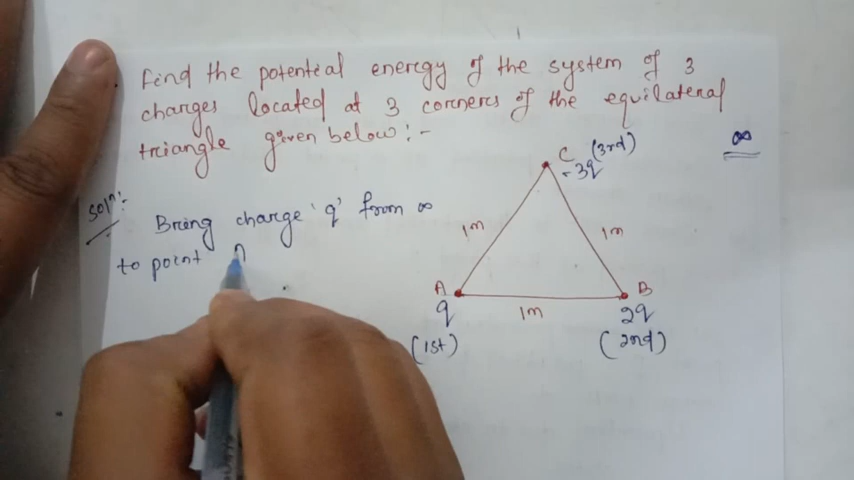 Find the potential energy of the system of 3
charges located at 3 corners of the equilateral
triangle given below:-
∞
C (3rd)
-3q
Solⁿ:
Bring charge 'q' from ∞
to point A
1m
1m
A
B
q
1m
2q
(1st)
(2nd)